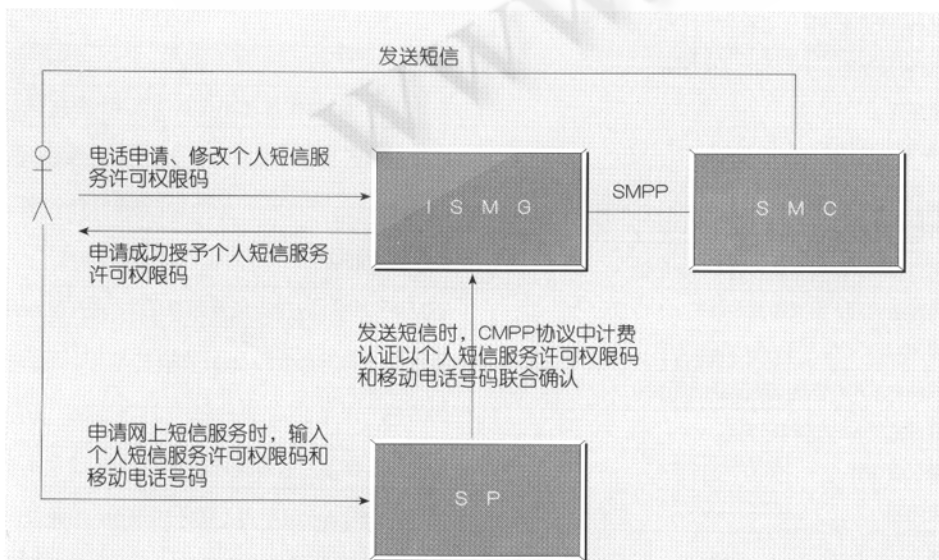 WWW
发送短信
电话申请、修改个人短信服
务许可权限码
ISMG
SMPP
SMC
申请成功授予个人短信服务
许可权限码
发送短信时，CMPP协议中计费
认证以个人短信服务许可权限码
和移动电话号码联合确认
申请网上短信服务时，输入
个人短信服务许可权限码和
移动电话号码
SP